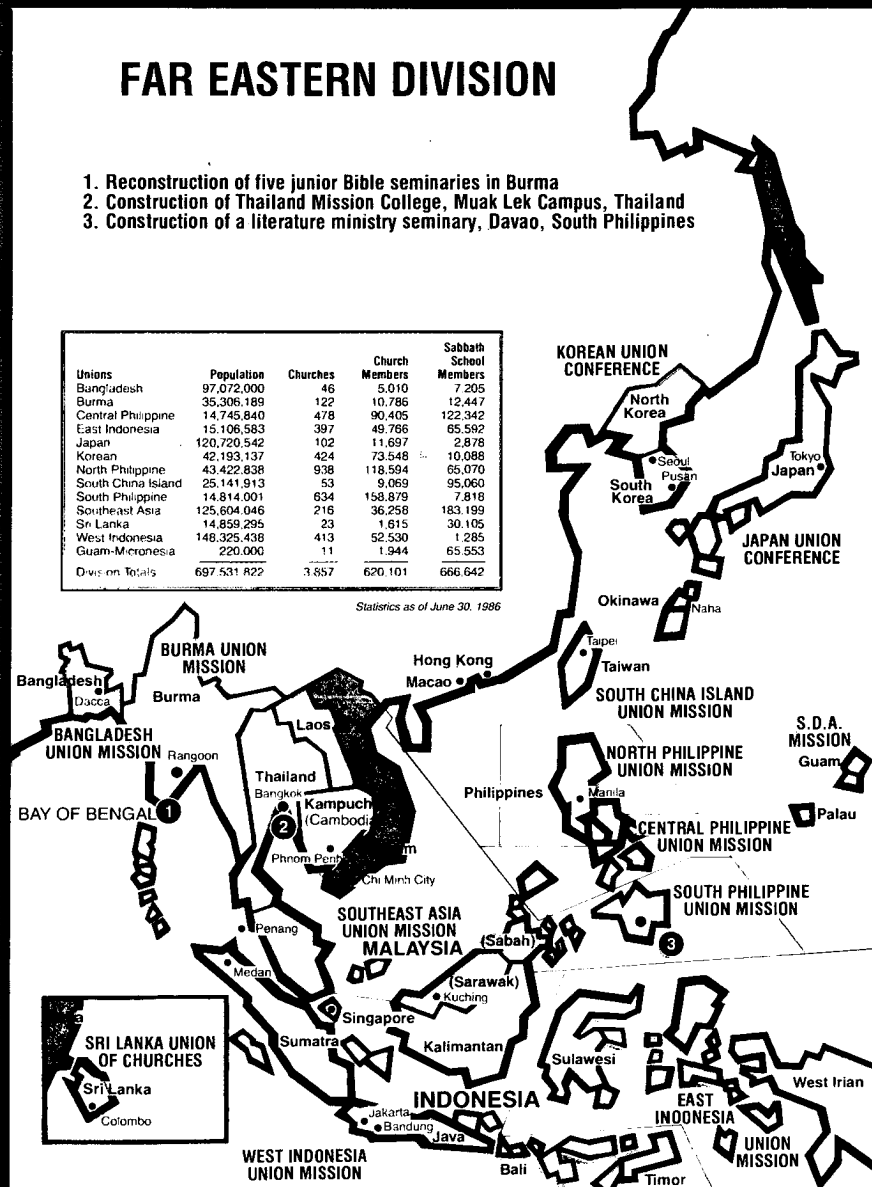 FAR EASTERN DIVISION
1. Reconstruction of five junior Bible seminaries in Burma
2. Construction of Thailand Mission College, Muak Lek Campus, Thailand
3. Construction of a literature ministry seminary, Davao, South Philippines
Unions Population Churches Church Members Sabbath School Members
Bangladesh 97,072,000 46 5,010 7,205
Burma 35,306,189 122 10,786 12,447
Central Philippine 14,745,840 478 90,405 122,342
East Indonesia 15,106,583 397 49,766 65,592
Japan 120,720,542 102 11,697 2,878
Korean 42,193,137 424 73,548 10,088
North Philippine 43,422,838 938 118,594 65,070
South China Island 25,141,913 53 9,069 95,060
South Philippine 14,814,001 634 158,879 7,818
Southeast Asia 125,604,046 216 36,258 183,199
Sri Lanka 14,859,295 23 1,615 30,105
West Indonesia 148,325,438 413 52,530 1,285
Guam-Micronesia 220,000 11 1,944 65,553
Division Totals 697,531,822 3,857 620,101 666,642
Statistics as of June 30, 1986
KOREAN UNION
CONFERENCE
North
Korea
Seoul
Pusan
South
Korea
Tokyo
Japan
JAPAN UNION
CONFERENCE
Okinawa
Naha
Taipei
Taiwan
Hong Kong
Macao
SOUTH CHINA ISLAND
UNION MISSION
BURMA UNION
MISSION
Bangladesh
Dacca
Burma
BANGLADESH
UNION MISSION
Rangoon
BAY OF BENGAL
1
Laos
Thailand
Bangkok
2
Kampuch
(Cambodia
Phnom Penh
Chi Minh City
S.D.A.
MISSION
Guam
Palau
NORTH PHILIPPINE
UNION MISSION
Philippines
Manila
CENTRAL PHILIPPINE
UNION MISSION
SOUTH PHILIPPINE
UNION MISSION
3
SOUTHEAST ASIA
UNION MISSION
MALAYSIA
(Sabah)
(Sarawak)
Kuching
Penang
Medan
Singapore
Sumatra
Kalimantan
Sulawesi
INDONESIA
EAST
INDONESIA
UNION
MISSION
West Irian
Jakarta
Bandung
Java
Bali
Timor
WEST INDONESIA
UNION MISSION
SRI LANKA UNION
OF CHURCHES
Sri Lanka
Colombo